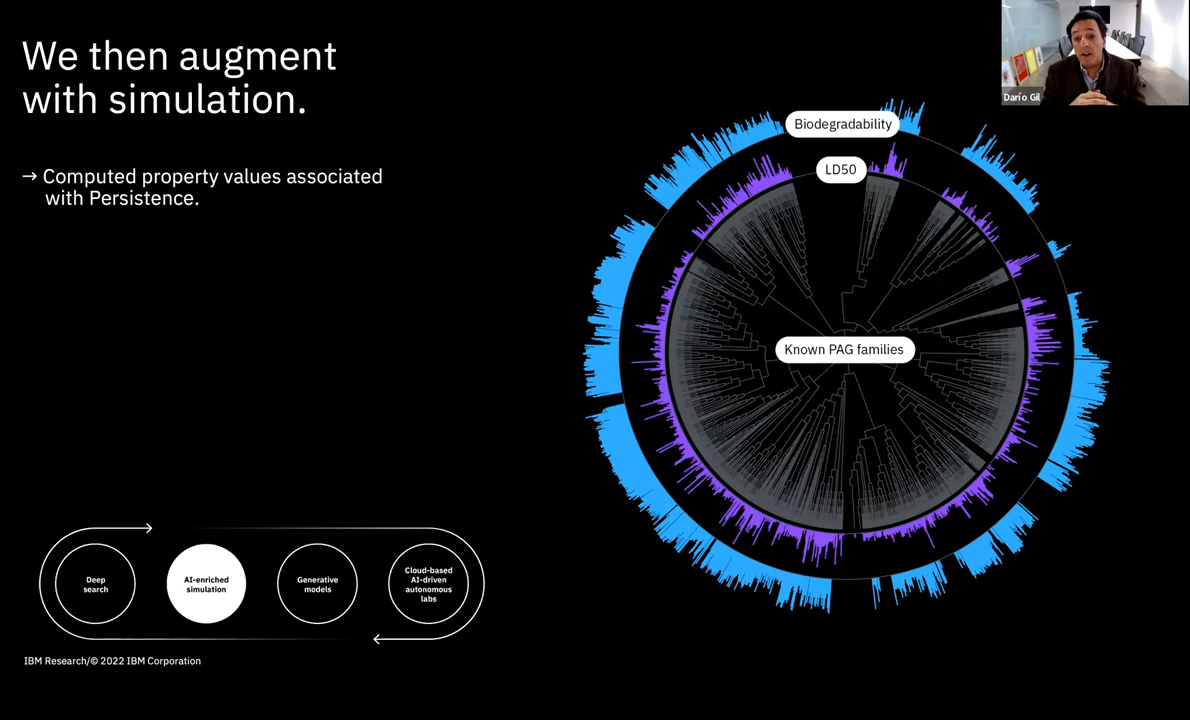 We then augment
with simulation.
→ Computed property values associated
with Persistence.
Darío Gil
Biodegradability
LD50
Known PAG families
Deep
search
AI-enriched
simulation
Generative
models
Cloud-based
AI-driven
autonomous
labs
IBM Research/© 2022 IBM Corporation